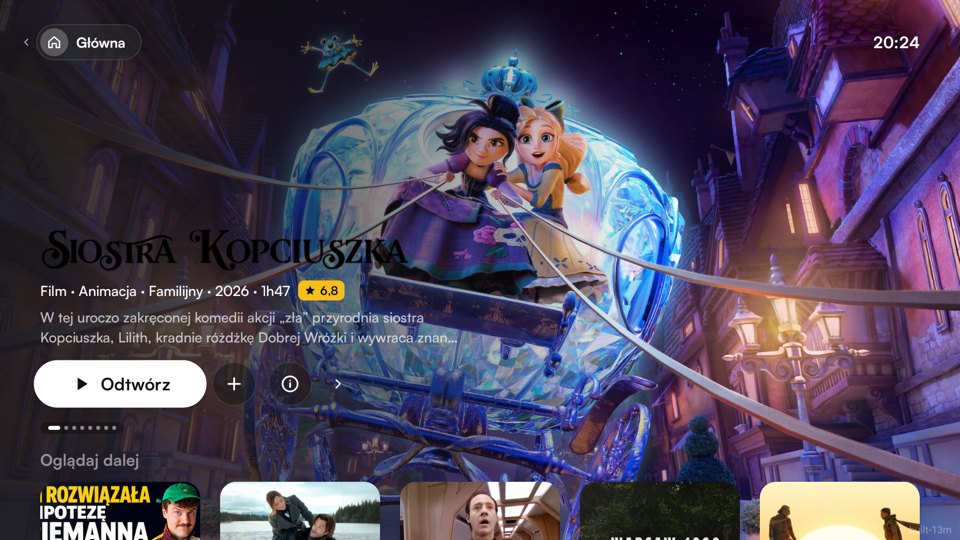 Główna
20:24
SIOSTRA KOPCIUSZKA
Film · Animacja · Familijny · 2026 · 1h47 ★ 6,8
W tej uroczo zakręconej komedii akcji „zła” przyrodnia siostra
Kopciuszka, Lilith, kradnie różdżkę Dobrej Wróżki i wywraca znan...
Odtwórz
Oglądaj dalej
ROZWIĄZAŁA
IPOTEZĘ
IEMANNA